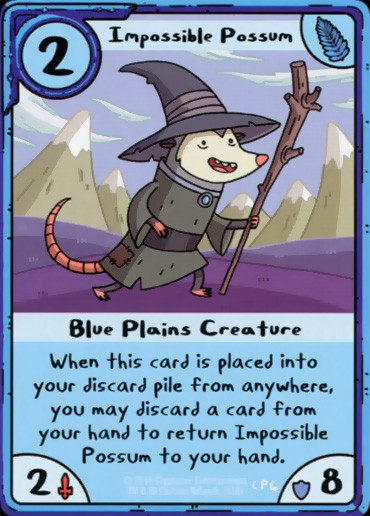 2
Impossible Possum
Blue Plains Creature
When this card is placed into
your discard pile from anywhere,
you may discard a card from
your hand to return Impossible
Possum to your hand.
CP6
2
8